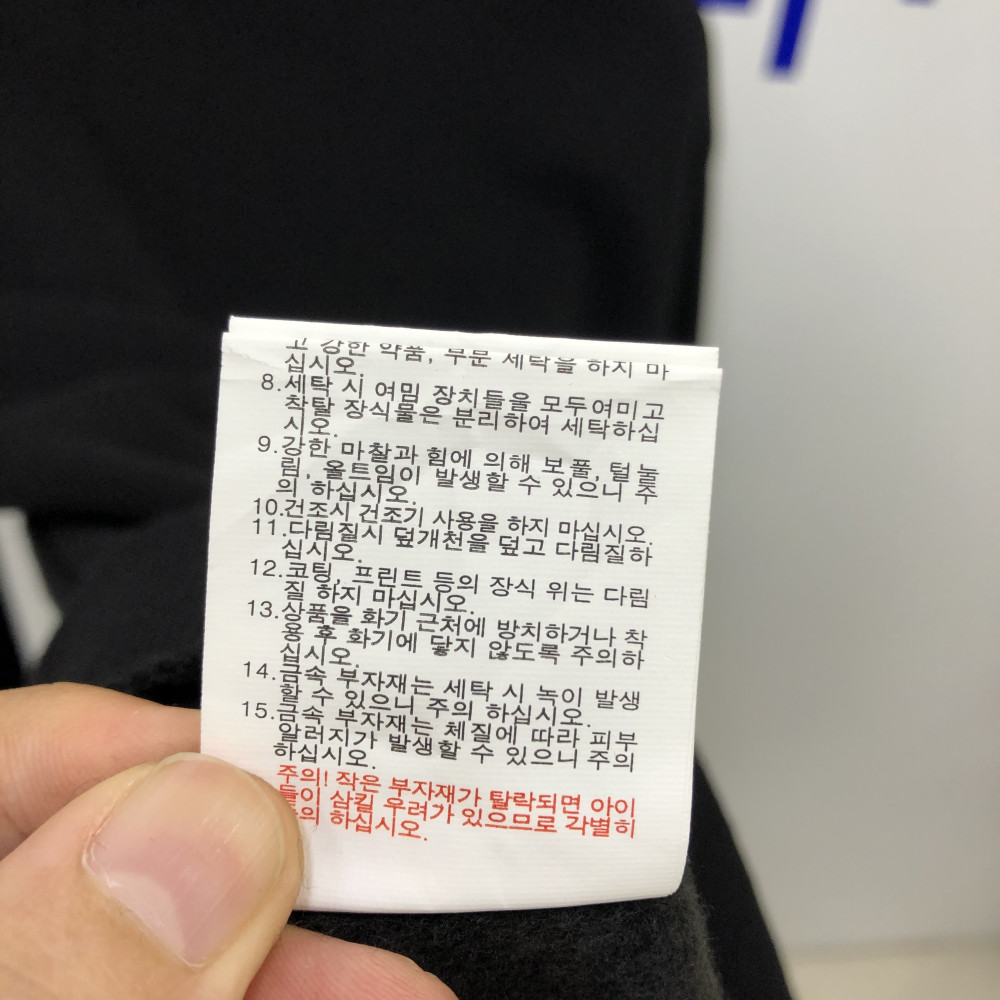 고 강한 약품, 부분 세탁을 하지 마
십시오.
8.세탁 시 여밈 장치들을 모두여미고
착탈 장식물은 분리하여 세탁하십
시오.
9.강한 마찰과 힘에 의해 보풀, 털눌
림, 올트임이 발생할 수 있으니 주
의 하십시오.
10.건조시 건조기 사용을 하지 마십시오.
11.다림질시 덮개천을 덮고 다림질하
십시오.
12.코팅, 프린트 등의 장식 위는 다림
질 하지 마십시오.
13.상품을 화기 근처에 방치하거나 착
용 후 화기에 닿지 않도록 주의하
십시오.
14.금속 부자재는 세탁 시 녹이 발생
할 수 있으니 주의 하십시오.
15.금속 부자재는 체질에 따라 피부
알러지가 발생할 수 있으니 주의
하십시오.
주의! 작은 부자재가 탈락되면 아이
들이 삼킬 우려가 있으므로 각별히
주의 하십시오.